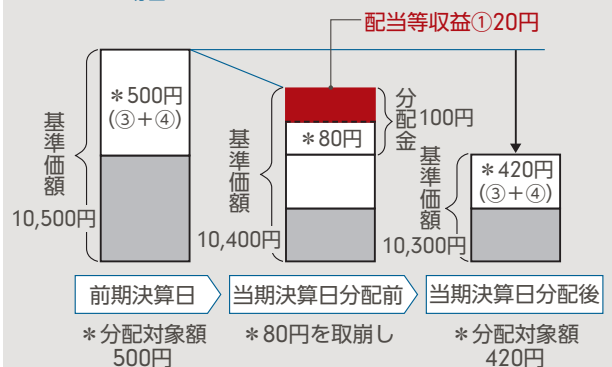 配当等収益①20円
＊500円
(③＋④)
基準価額
10,500円
分配金
100円
＊80円
基準価額
10,400円
＊420円
(③＋④)
基準価額
10,300円
前期決算日
当期決算日分配前
当期決算日分配後
＊分配対象額
500円
＊80円を取崩し
＊分配対象額
420円